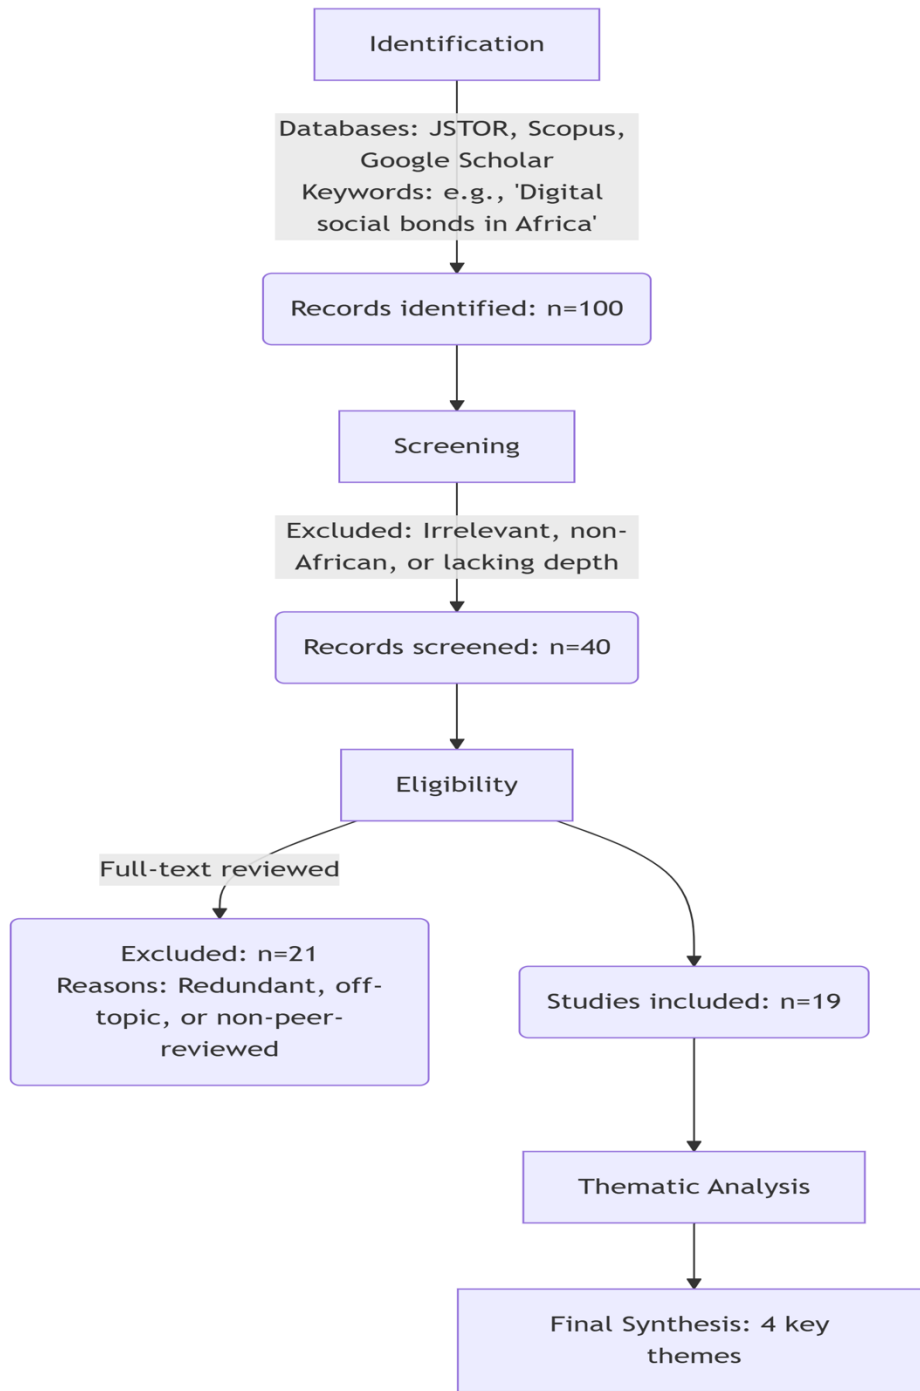 Identification
Databases: JSTOR, Scopus,
Google Scholar
Keywords: e.g., 'Digital
social bonds in Africa'
Records identified: n=100
Screening
Excluded: Irrelevant, non-
African, or lacking depth
Records screened: n=40
Eligibility
Full-text reviewed
Excluded: n=21
Reasons: Redundant, off-
topic, or non-peer-
reviewed
Studies included: n=19
Thematic Analysis
Final Synthesis: 4 key
themes